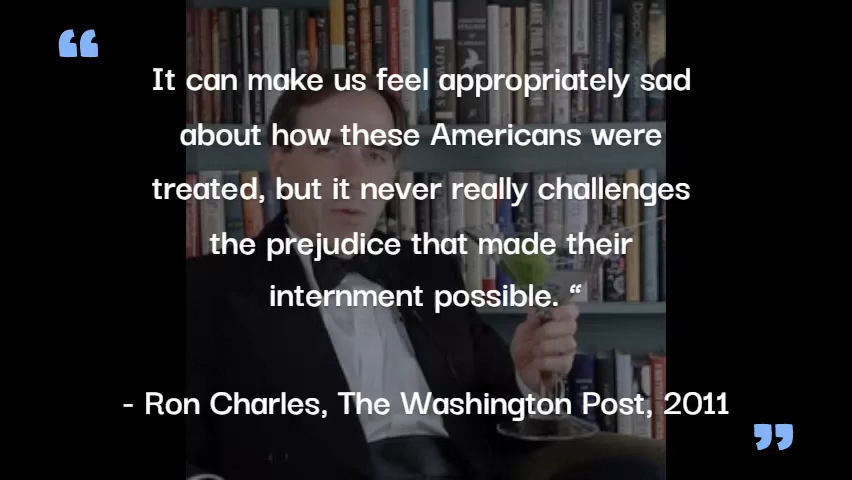 “
It can make us feel appropriately sad
about how these Americans were
treated, but it never really challenges
the prejudice that made their
internment possible. “
- Ron Charles, The Washington Post, 2011
”